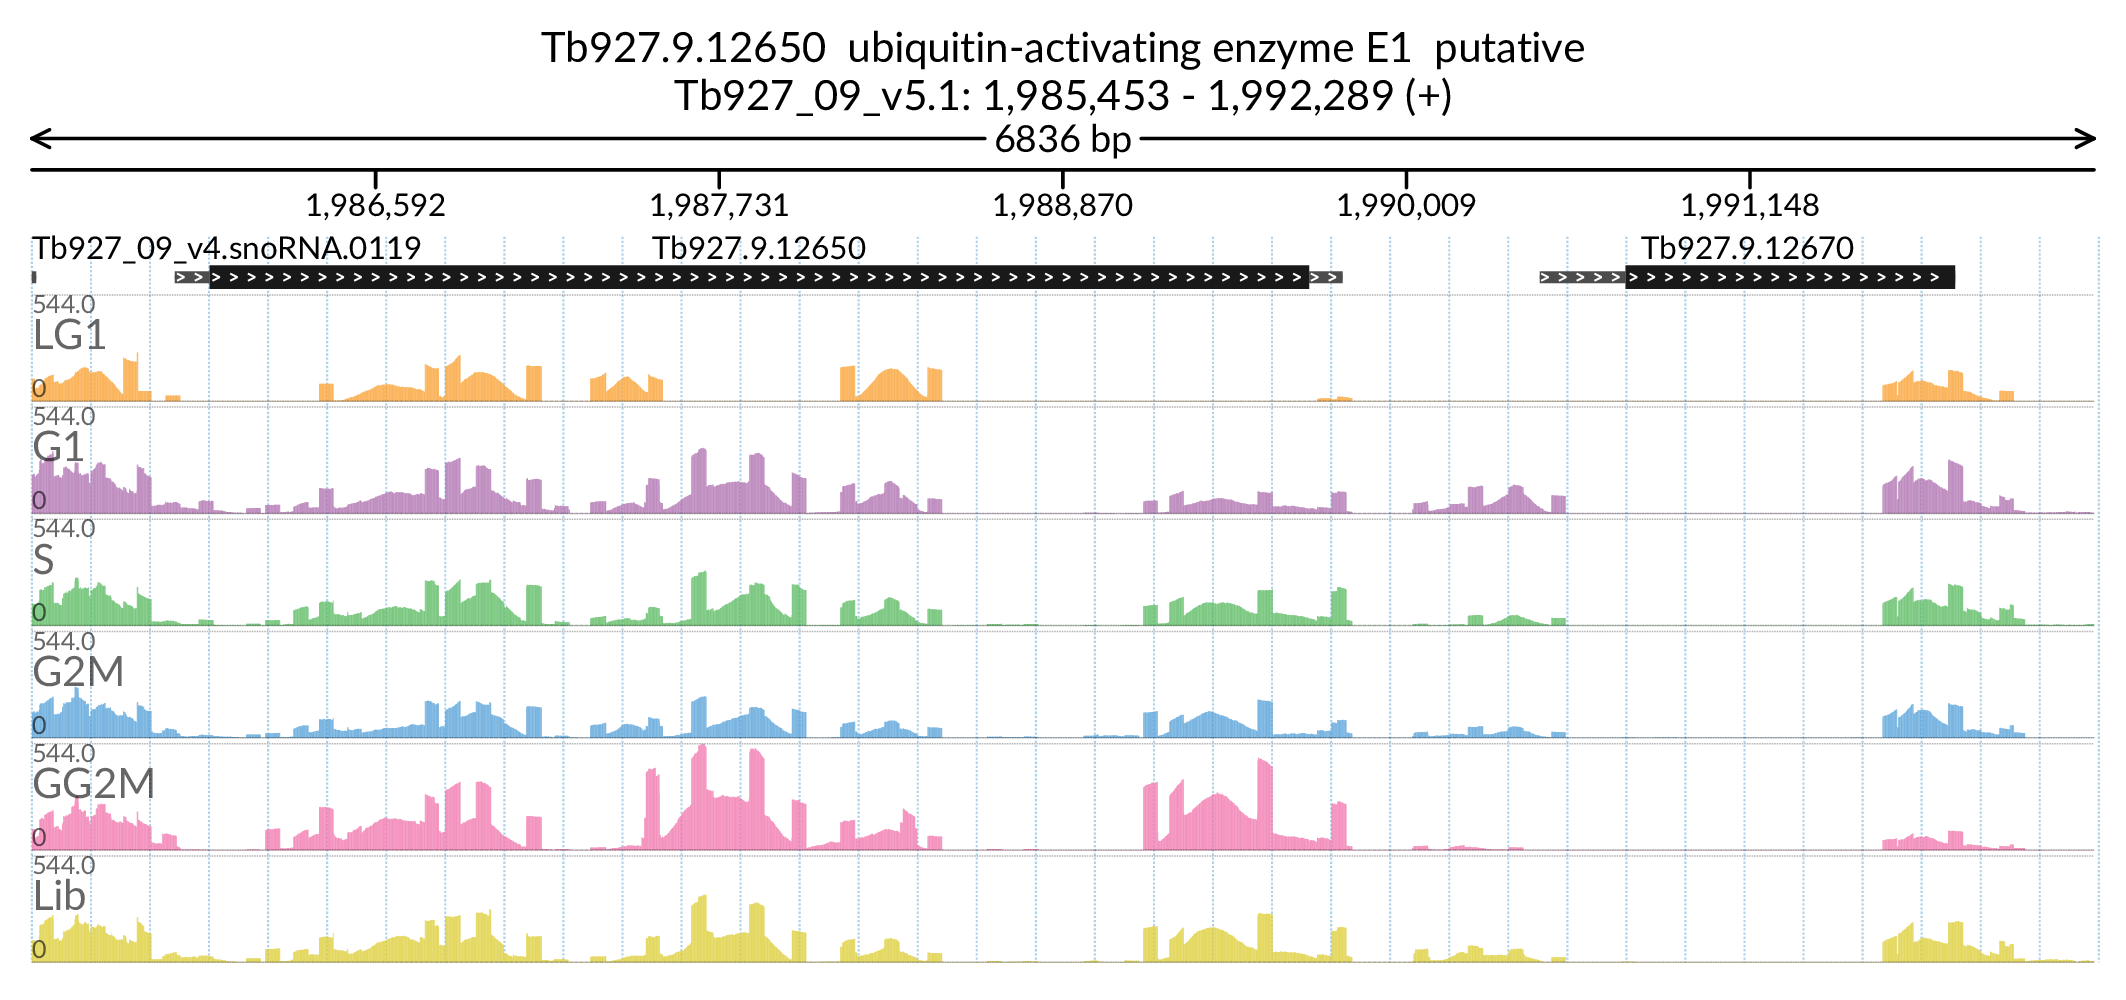 Tb927.9.12650  ubiquitin-activating enzyme E1  putative
Tb927_09_v5.1: 1,985,453 - 1,992,289 (+)
6836 bp
1,986,592 1,987,731 1,988,870 1,990,009 1,991,148
Tb927_09_v4.snoRNA.0119 Tb927.9.12650 Tb927.9.12670
544.0
LG1
0
544.0
G1
0
544.0
S
0
544.0
G2M
0
544.0
GG2M
0
544.0
Lib
0